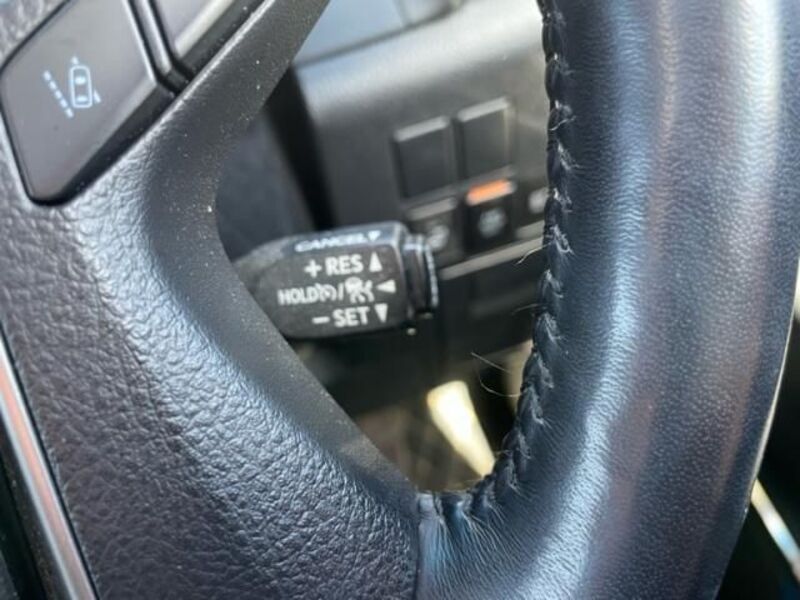 CANCEL
+ RES ▲
HOLD / ◄
− SET ▼